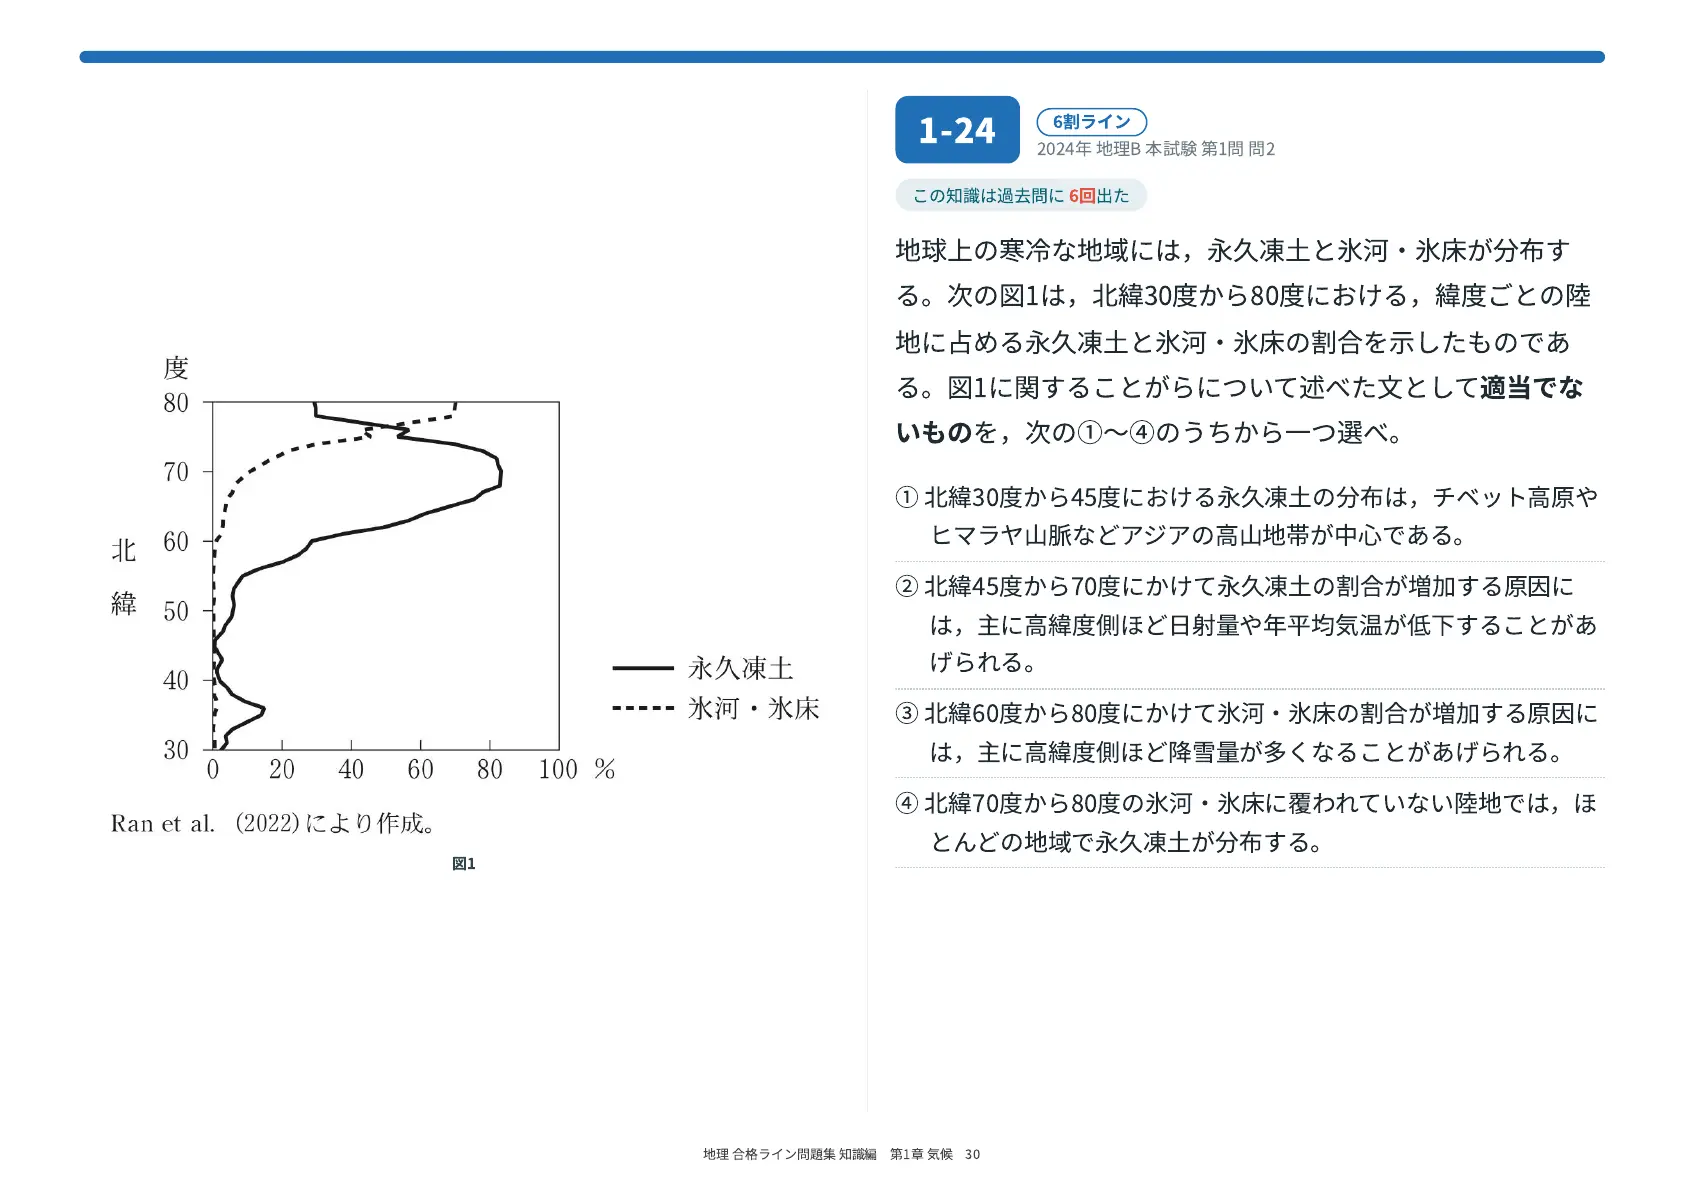 度
80
70
60
50
40
30
北
緯
0 20 40 60 80 100 %
永久凍土
氷河・氷床
Ran et al. (2022)により作成。
図1
1-24
6割ライン
2024年 地理B 本試験 第1問 問2
この知識は過去問に 6回出た
地球上の寒冷な地域には，永久凍土と氷河・氷床が分布す
る。次の図1は，北緯30度から80度における，緯度ごとの陸
地に占める永久凍土と氷河・氷床の割合を示したものであ
る。図1に関することがらについて述べた文として適当でな
いものを，次の①〜④のうちから一つ選べ。
① 北緯30度から45度における永久凍土の分布は，チベット高原や
ヒマラヤ山脈などアジアの高山地帯が中心である。
② 北緯45度から70度にかけて永久凍土の割合が増加する原因に
は，主に高緯度側ほど日射量や年平均気温が低下することがあ
げられる。
③ 北緯60度から80度にかけて氷河・氷床の割合が増加する原因に
は，主に高緯度側ほど降雪量が多くなることがあげられる。
④ 北緯70度から80度の氷河・氷床に覆われていない陸地では，ほ
とんどの地域で永久凍土が分布する。
地理 合格ライン問題集 知識編 第1章 気候 30